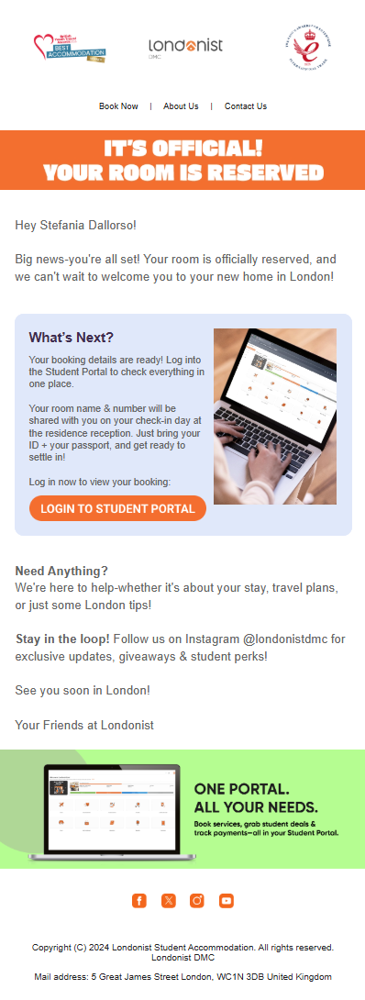 BEST
ACCOMMODATION
londonist
DMC
Book Now | About Us | Contact Us
IT'S OFFICIAL!
YOUR ROOM IS RESERVED
Hey Stefania Dallorso!
Big news-you're all set! Your room is officially reserved, and
we can't wait to welcome you to your new home in London!
What's Next?
Your booking details are ready! Log into
the Student Portal to check everything in
one place.
Your room name & number will be
shared with you on your check-in day at
the residence reception. Just bring your
ID + your passport, and get ready to
settle in!
Log in now to view your booking:
LOGIN TO STUDENT PORTAL
Need Anything?
We're here to help-whether it's about your stay, travel plans,
or just some London tips!
Stay in the loop! Follow us on Instagram @londonistdmc for
exclusive updates, giveaways & student perks!
See you soon in London!
Your Friends at Londonist
ONE PORTAL.
ALL YOUR NEEDS.
Book services, grab student deals &
track payments—all in your Student Portal.
Copyright (C) 2024 Londonist Student Accommodation. All rights reserved.
Londonist DMC
Mail address: 5 Great James Street London, WC1N 3DB United Kingdom